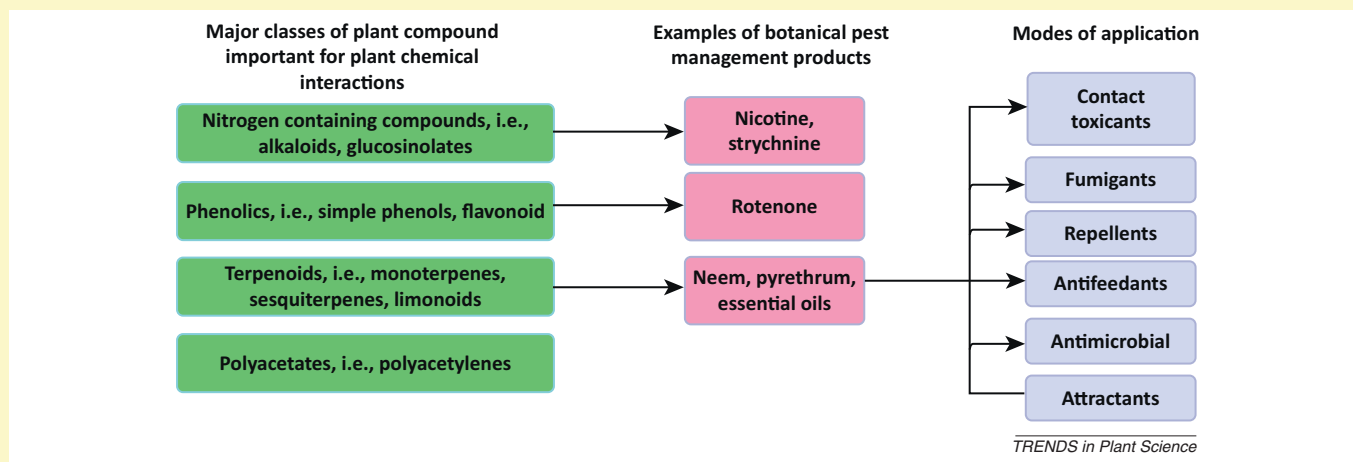 Major classes of plant compound
important for plant chemical
interactions
Examples of botanical pest
management products
Modes of application
Nitrogen containing compounds, i.e.,
alkaloids, glucosinolates
Nicotine,
strychnine
Contact
toxicants
Phenolics, i.e., simple phenols, flavonoid
Rotenone
Fumigants
Repellents
Terpenoids, i.e., monoterpenes,
sesquiterpenes, limonoids
Neem, pyrethrum,
essential oils
Antifeedants
Polyacetates, i.e., polyacetylenes
Antimicrobial
Attractants
TRENDS in Plant Science